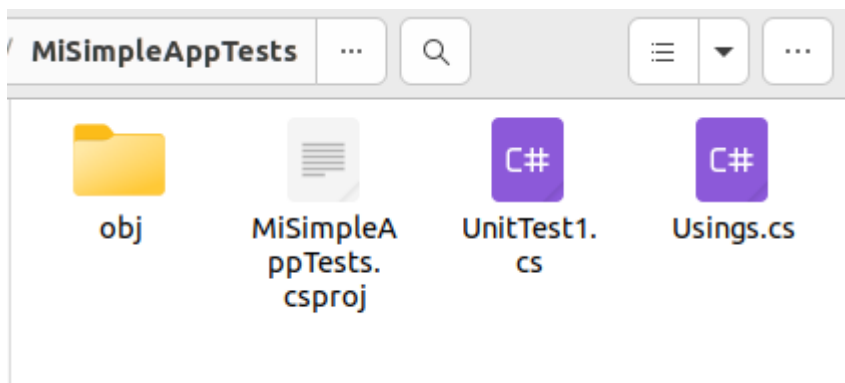 / MiSimpleAppTests ...
obj
MiSimpleA
ppTests.
csproj
C#
UnitTest1.
cs
C#
Usings.cs